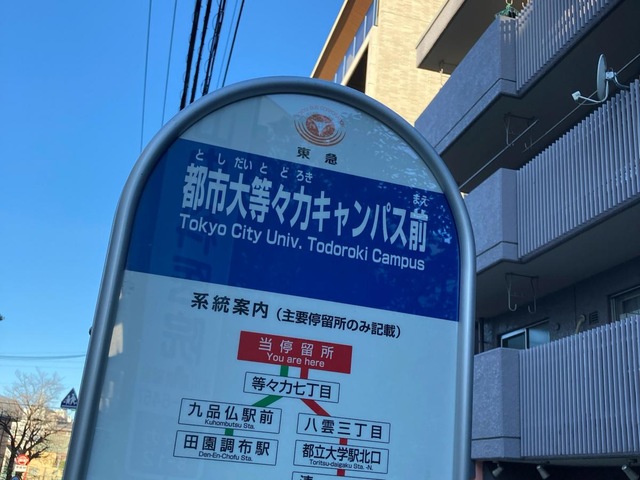 東急
とし だい と どろき まえ
都市大等々力キャンパス前
Tokyo City Univ. Todoroki Campus
系統案内 (主要停留所のみ記載)
当停留所
You are here
等々力七丁目
九品仏駅前
Kuhombutsu Sta.
八雲三丁目
田園調布駅
Den-En-Chofu Sta.
都立大学駅北口
Toritsu-daigaku Sta. -N.